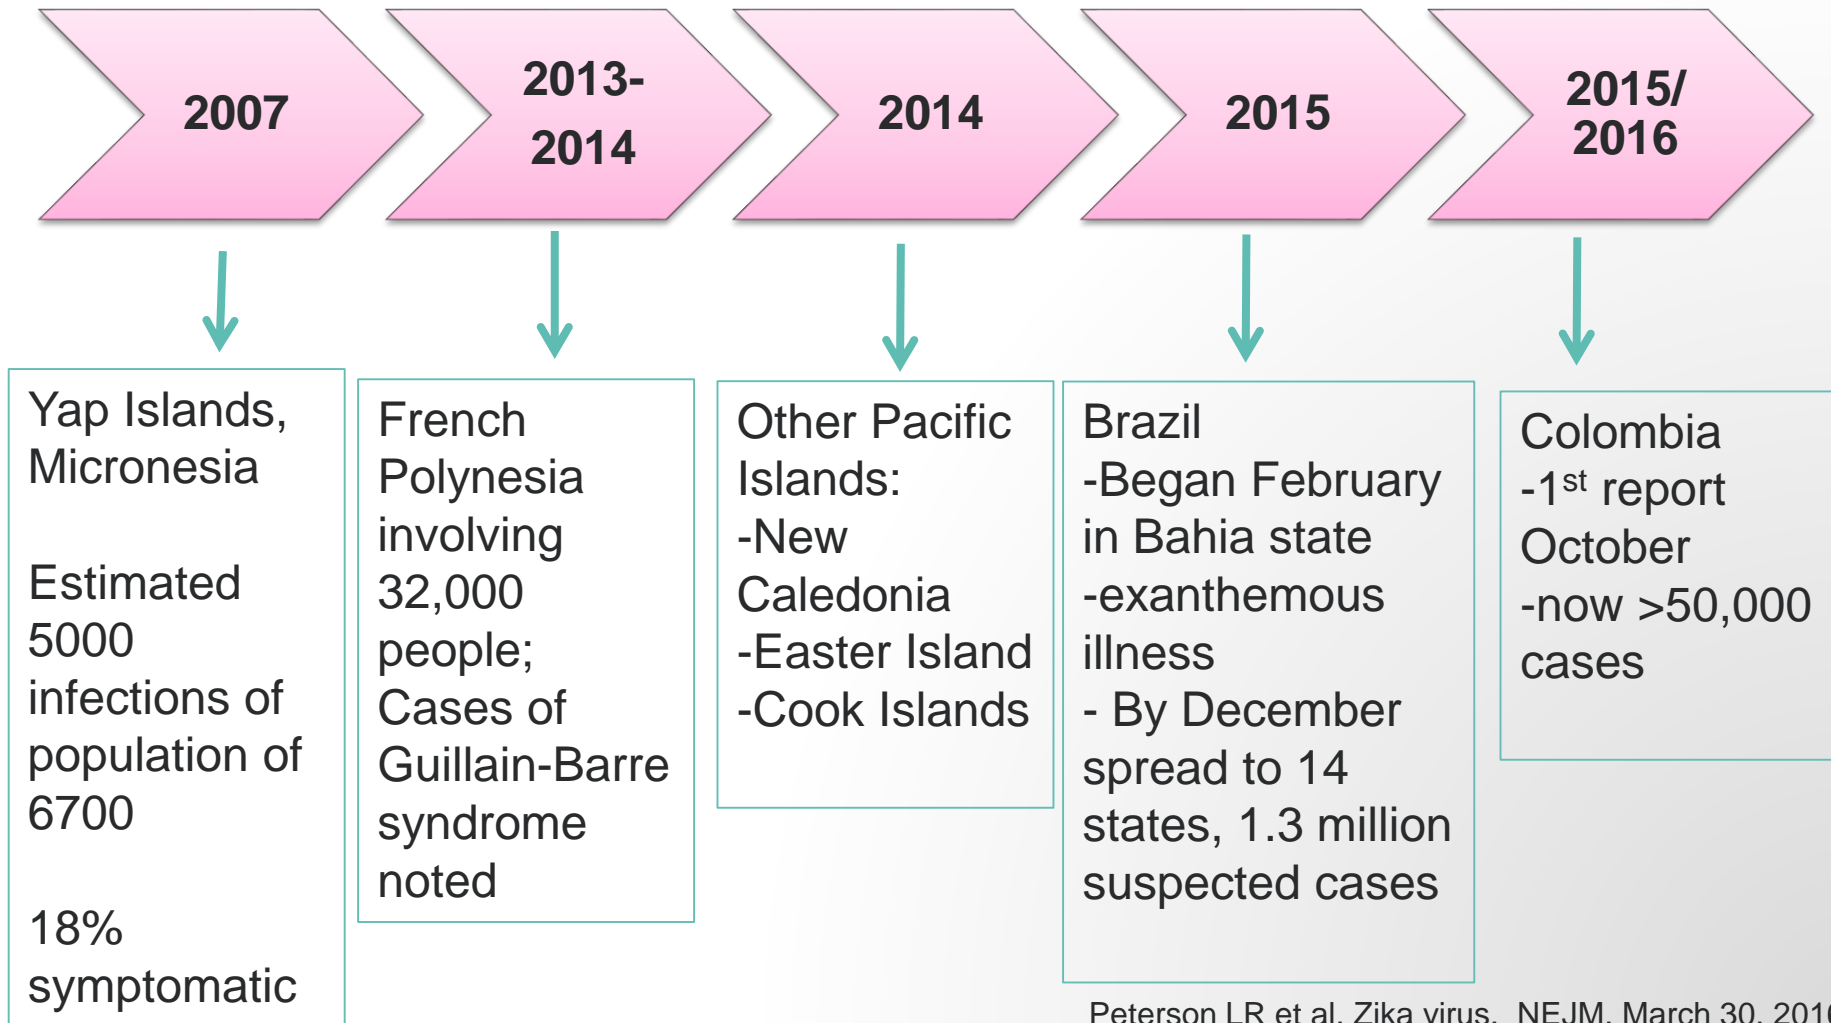 2007
2013-
2014
2014
2015
2015/
2016
Yap Islands,
Micronesia
Estimated
5000
infections of
population of
6700
18%
symptomatic
French
Polynesia
involving
32,000
people;
Cases of
Guillain-Barre
syndrome
noted
Other Pacific
Islands:
-New
Caledonia
-Easter Island
-Cook Islands
Brazil
-Began February
in Bahia state
-exanthemous
illness
- By December
spread to 14
states, 1.3 million
suspected cases
Colombia
-1st report
October
-now >50,000
cases
Peterson LR et al. Zika virus. NEJM. March 30, 2016